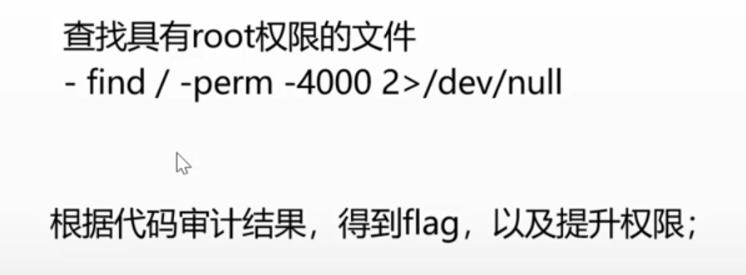 查找具有root权限的文件
- find / -perm -4000 2>/dev/null
根据代码审计结果，得到flag，以及提升权限；